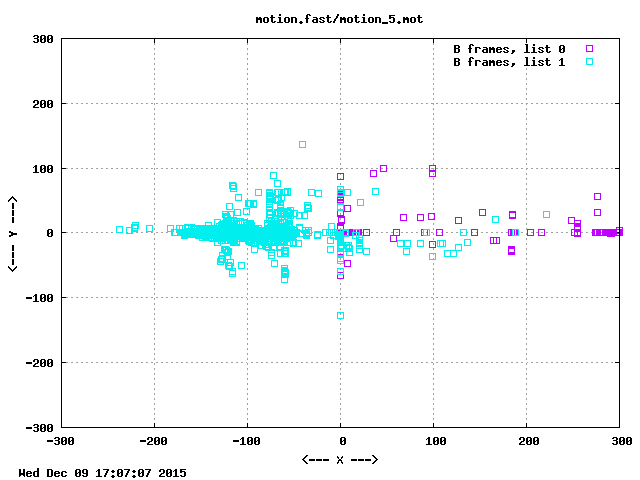 motion.fast/motion_5.mot
B frames, list 0
B frames, list 1
300
200
100
0
-100
-200
-300
<--- Y --->
-300 -200 -100 0 100 200 300
<--- X --->
Wed Dec 09 17:07:07 2015